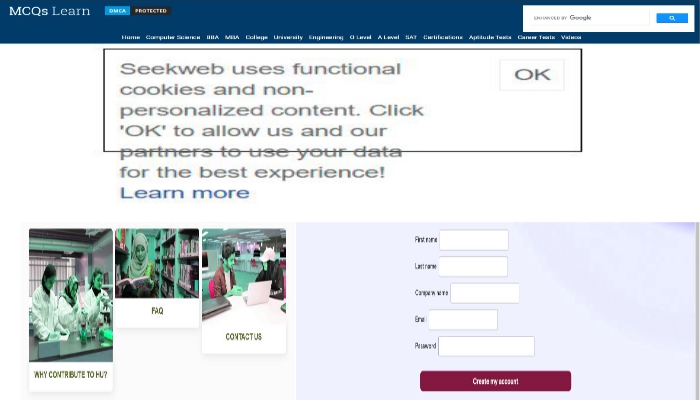 MCQs Learn
DMCA PROTECTED
ENHANCED BY Google
Home Computer Science BBA MBA College University Engineering O Level A Level SAT Certifications Aptitude Tests Career Tests Videos
Seekweb uses functional
cookies and non-
personalized content. Click
'OK' to allow us and our
partners to use your data
for the best experience!
Learn more
OK
WHY CONTRIBUTE TO HU?
FAQ
CONTACT US
First name
Last name
Company name
Email
Password
Create my account